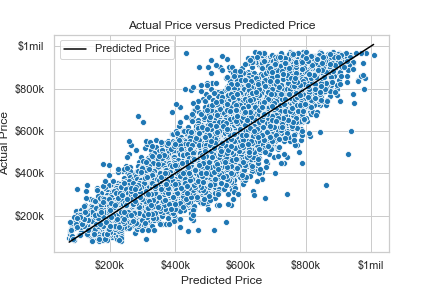 Actual Price versus Predicted Price
Predicted Price
$1mil
$800k
$600k
$400k
$200k
Actual Price
$200k
$400k
$600k
$800k
$1mil
Predicted Price